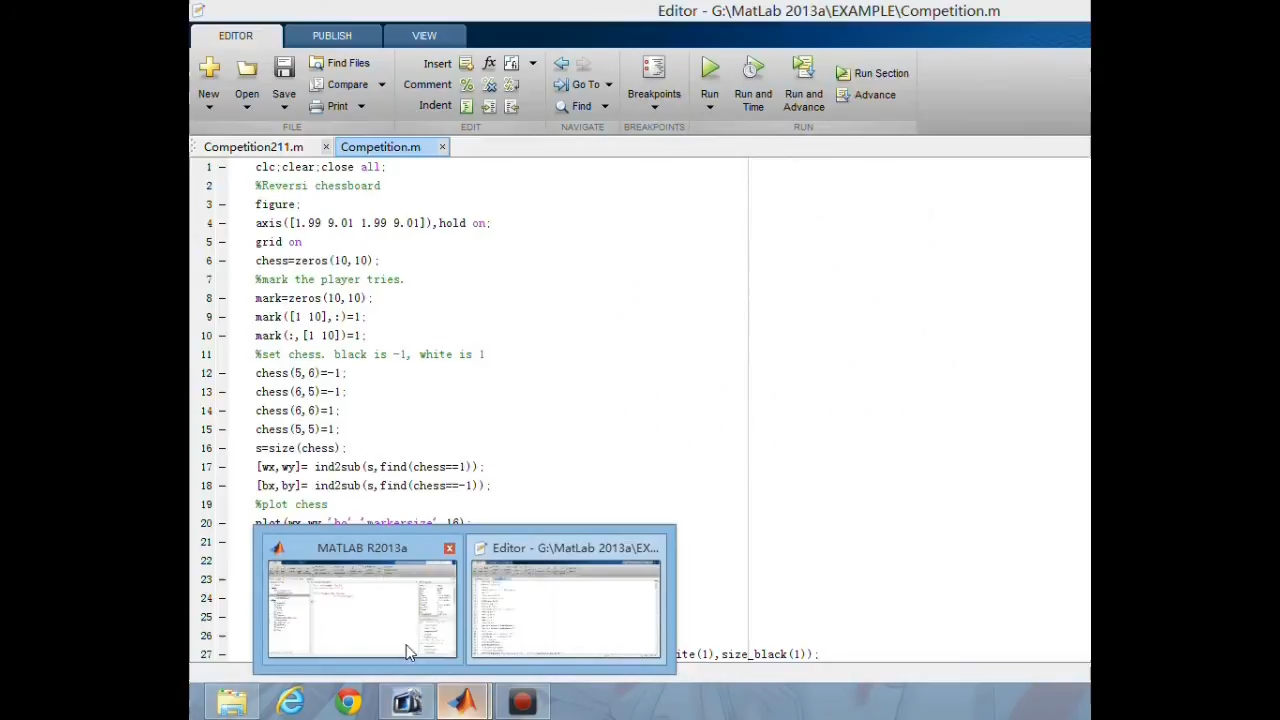 Editor - G:\MatLab 2013a\EXAMPLE\Competition.m
EDITOR PUBLISH VIEW
New Open Save Find Files Compare Print
Insert fx Comment Indent
Go To Find
Breakpoints
Run Run and Time Run and Advance Run Section Advance
FILE EDIT NAVIGATE BREAKPOINTS RUN
Competition211.m × Competition.m ×
1 clc;clear;close all;
2 %Reversi chessboard
3 figure;
4 axis([1.99 9.01 1.99 9.01]),hold on;
5 grid on
6 chess=zeros(10,10);
7 %mark the player tries.
8 mark=zeros(10,10);
9 mark([1 10],:)=1;
10 mark(:,[1 10])=1;
11 %set chess. black is -1, white is 1
12 chess(5,6)=-1;
13 chess(6,5)=-1;
14 chess(6,6)=1;
15 chess(5,5)=1;
16 s=size(chess);
17 [wx,wy]= ind2sub(s,find(chess==1));
18 [bx,by]= ind2sub(s,find(chess==-1));
19 %plot chess
20 plot(wx,wy,'bo','markersize',16);
21
22
23
24
25
26
27 ite(1),size_black(1));
MATLAB R2013a
Editor - G:\MatLab 2013a\EX...